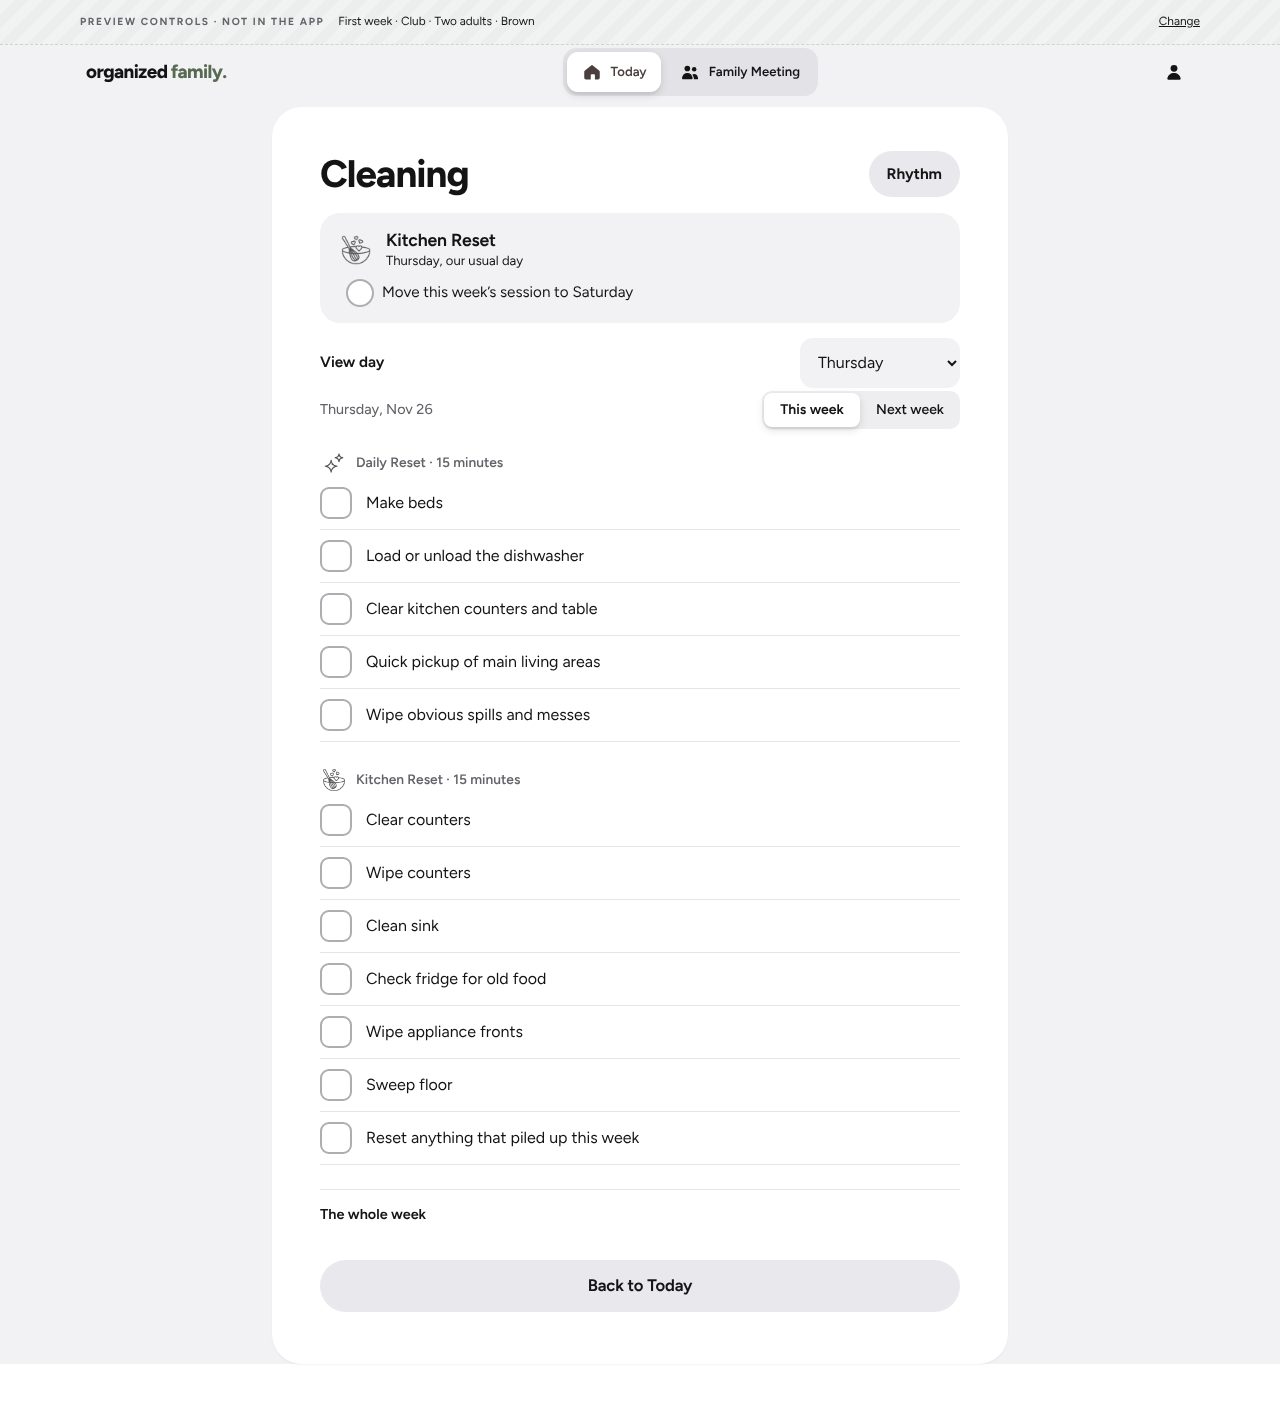 PREVIEW CONTROLS · NOT IN THE APP First week · Club · Two adults · Brown Change
organized family. Today Family Meeting
Cleaning Rhythm
Kitchen Reset
Thursday, our usual day
Move this week’s session to Saturday
View day Thursday
Thursday, Nov 26 This week Next week
Daily Reset · 15 minutes
Make beds
Load or unload the dishwasher
Clear kitchen counters and table
Quick pickup of main living areas
Wipe obvious spills and messes
Kitchen Reset · 15 minutes
Clear counters
Wipe counters
Clean sink
Check fridge for old food
Wipe appliance fronts
Sweep floor
Reset anything that piled up this week
The whole week
Back to Today